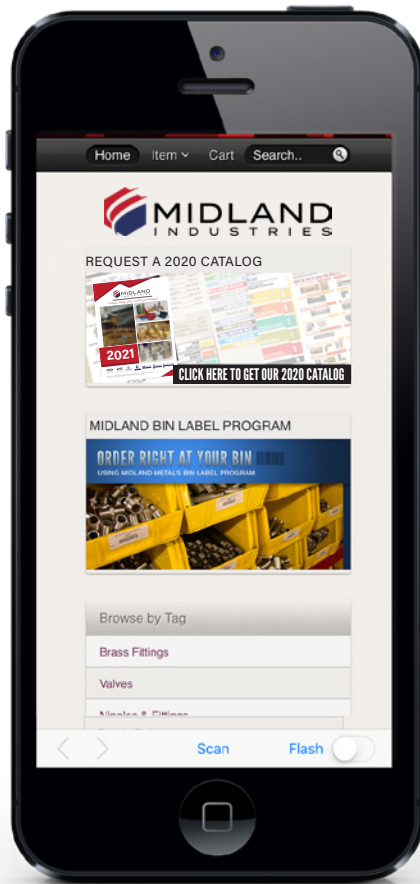 Home Item Cart Search..
MIDLAND
INDUSTRIES
REQUEST A 2020 CATALOG
MIDLAND
2021
CLICK HERE TO GET OUR 2020 CATALOG
MIDLAND BIN LABEL PROGRAM
ORDER RIGHT AT YOUR BIN
USING MIDLAND METAL'S BIN LABEL PROGRAM
Browse by Tag
Brass Fittings
Valves
Nipples & Fittings
Scan Flash